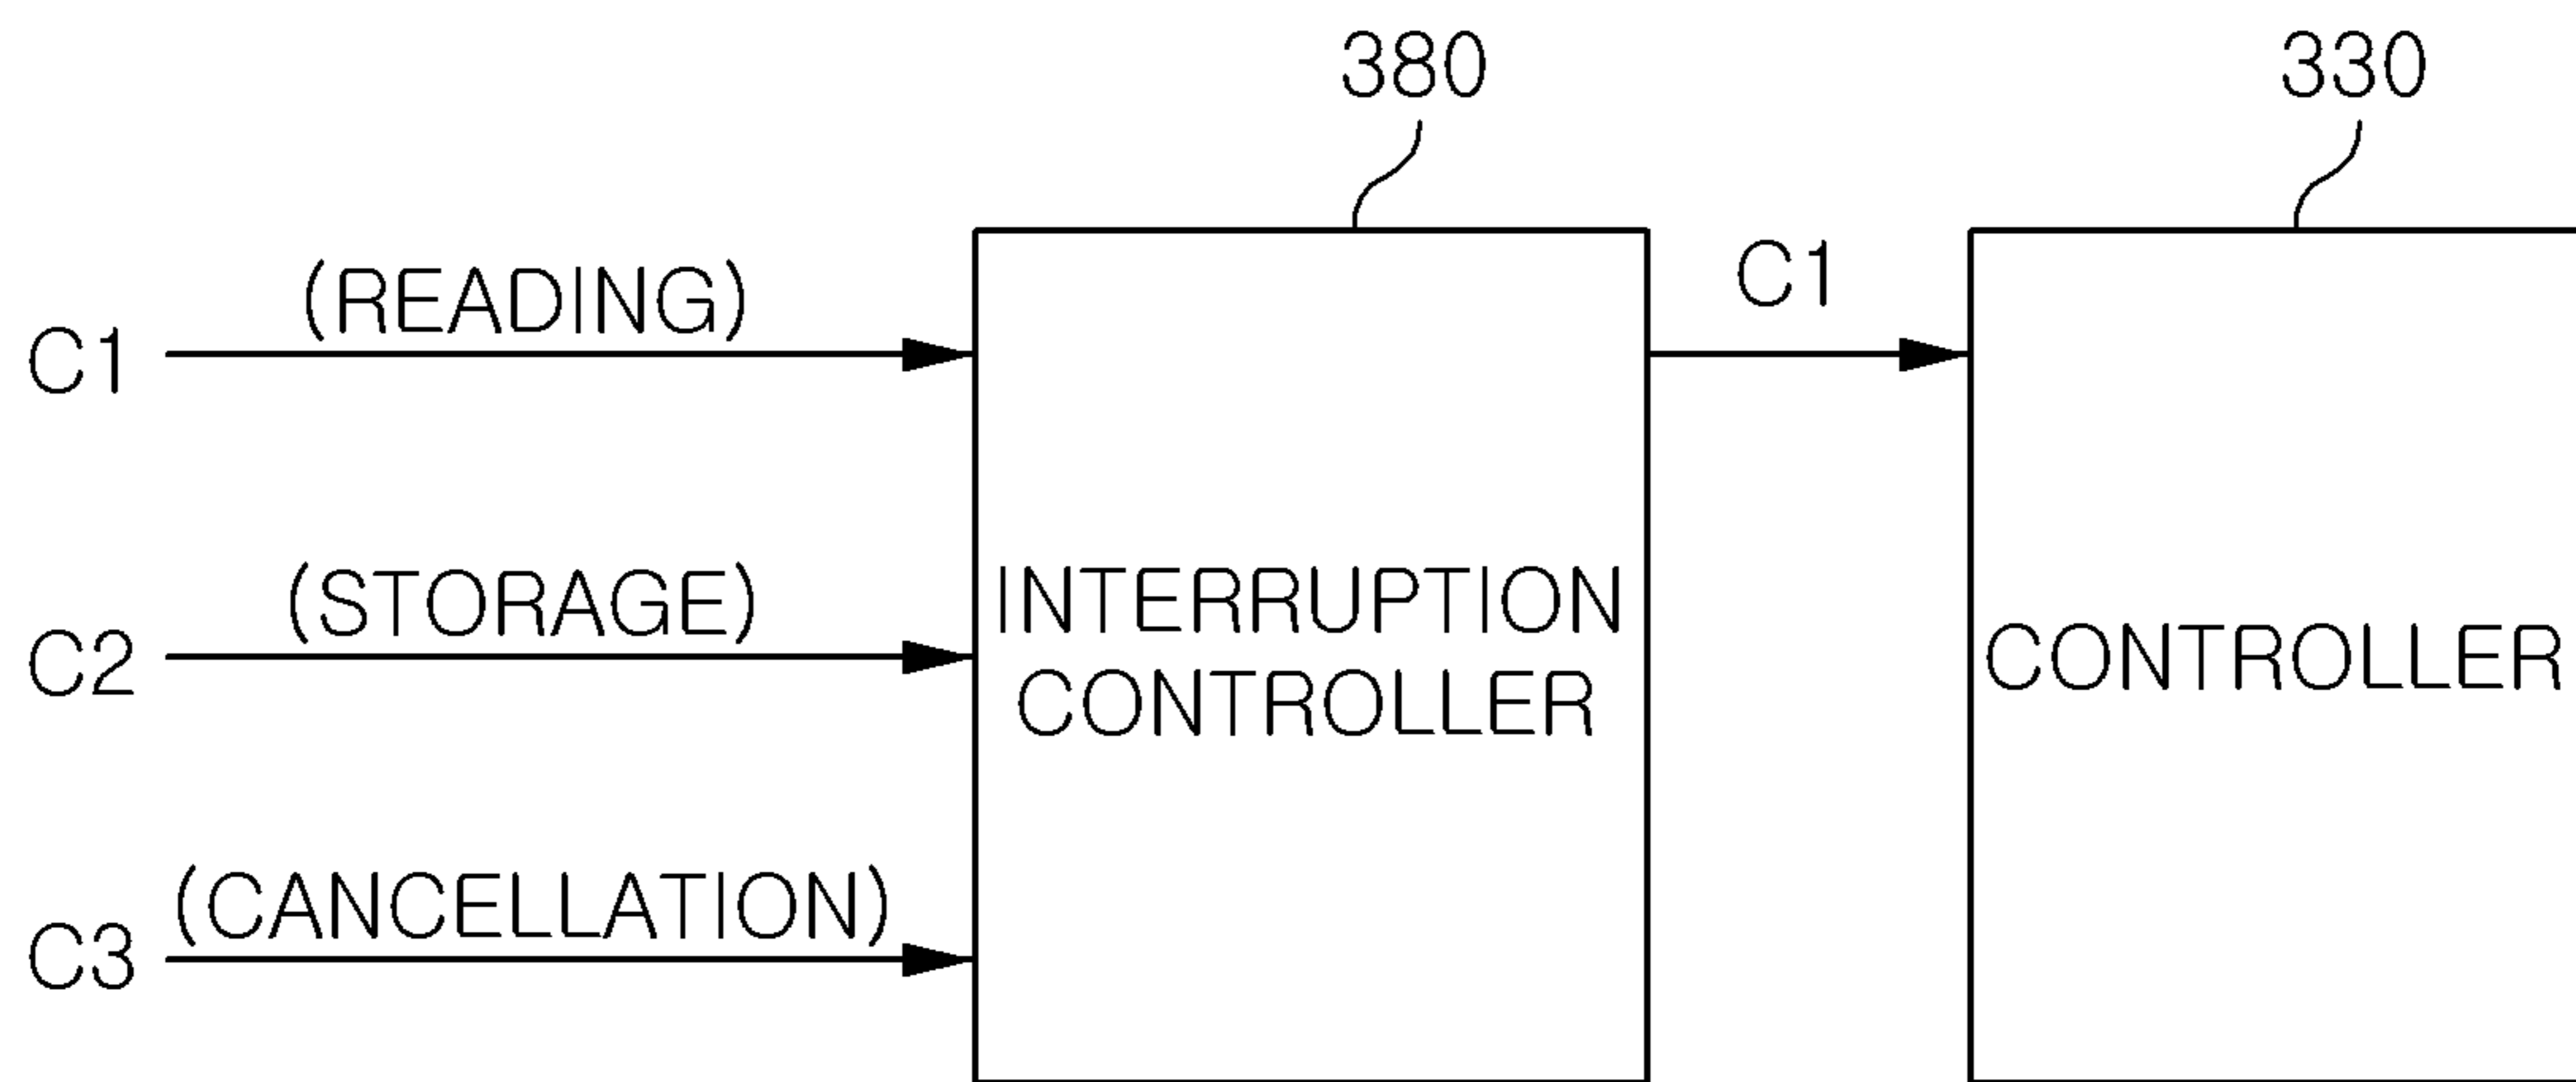 380
330
(READING)
C1
C1
(STORAGE)
C2
INTERRUPTION
CONTROLLER
CONTROLLER
(CANCELLATION)
C3